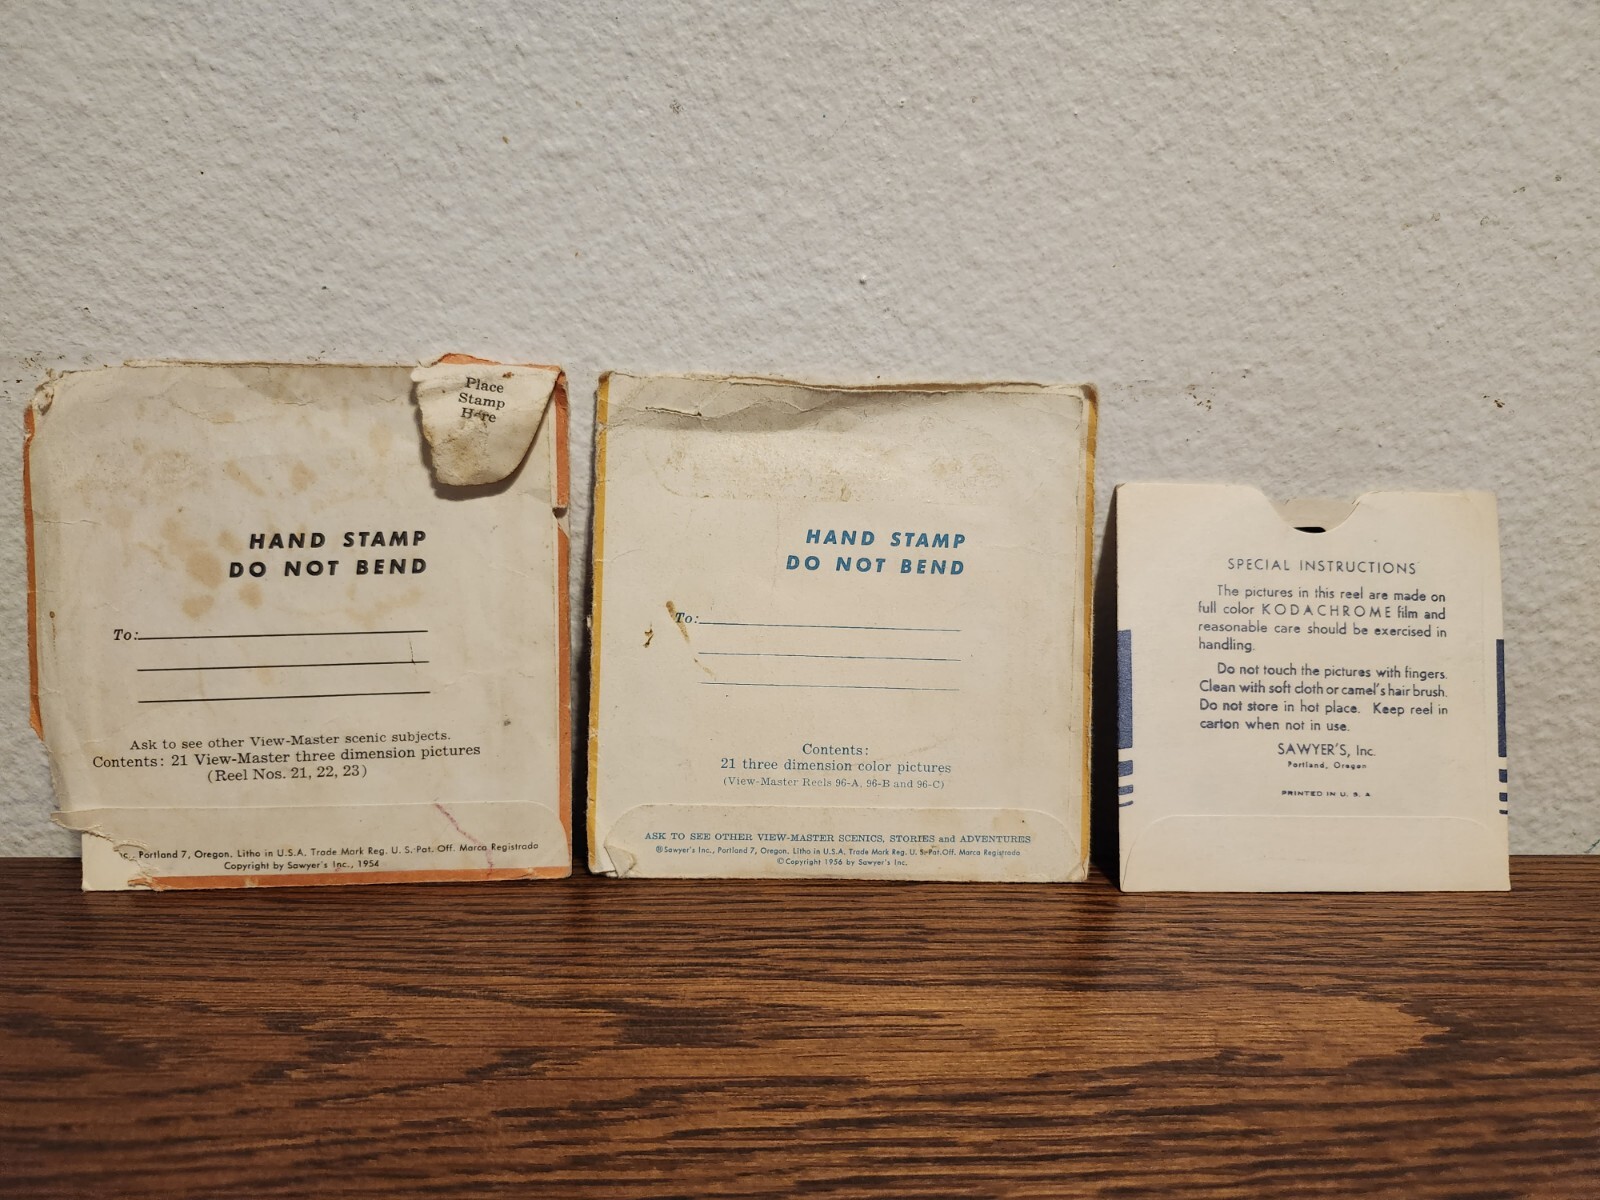 Place
Stamp
Here
HAND STAMP
DO NOT BEND
To:
Ask to see other View-Master scenic subjects.
Contents: 21 View-Master three dimension pictures
(Reel Nos. 21, 22, 23)
Portland 7, Oregon. Litho in U.S.A. Trade Mark Reg. U. S. Pat. Off. Marca Registrada
Copyright by Sawyer's Inc., 1954
HAND STAMP
DO NOT BEND
To:
Contents:
21 three dimension color pictures
(View-Master Reels 96-A, 96-B and 96-C)
ASK TO SEE OTHER VIEW-MASTER SCENICS, STORIES and ADVENTURES
® Sawyer's Inc., Portland 7, Oregon. Litho in U.S.A. Trade Mark Reg. U. S. Pat. Off. Marca Registrada
© Copyright 1956 by Sawyer's Inc.
SPECIAL INSTRUCTIONS
The pictures in this reel are made on
full color KODACHROME film and
reasonable care should be exercised in
handling.
Do not touch the pictures with fingers.
Clean with soft cloth or camel's hair brush.
Do not store in hot place. Keep reel in
carton when not in use.
SAWYER'S, Inc.
Portland, Oregon
PRINTED IN U. S. A